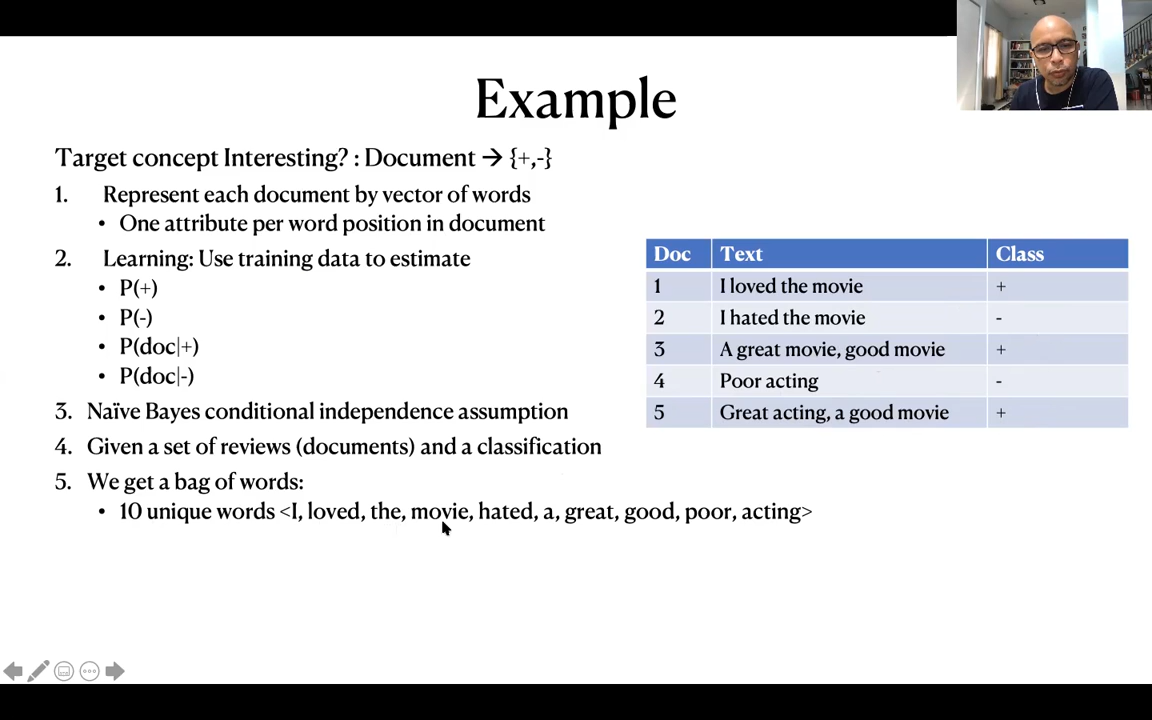 Example
Target concept Interesting? : Document → {+,-}
1. Represent each document by vector of words
• One attribute per word position in document
2. Learning: Use training data to estimate
• P(+)
• P(-)
• P(doc|+)
• P(doc|-)
3. Naïve Bayes conditional independence assumption
4. Given a set of reviews (documents) and a classification
5. We get a bag of words:
• 10 unique words <I, loved, the, movie, hated, a, great, good, poor, acting>
Doc Text Class
1 I loved the movie +
2 I hated the movie -
3 A great movie, good movie +
4 Poor acting -
5 Great acting, a good movie +